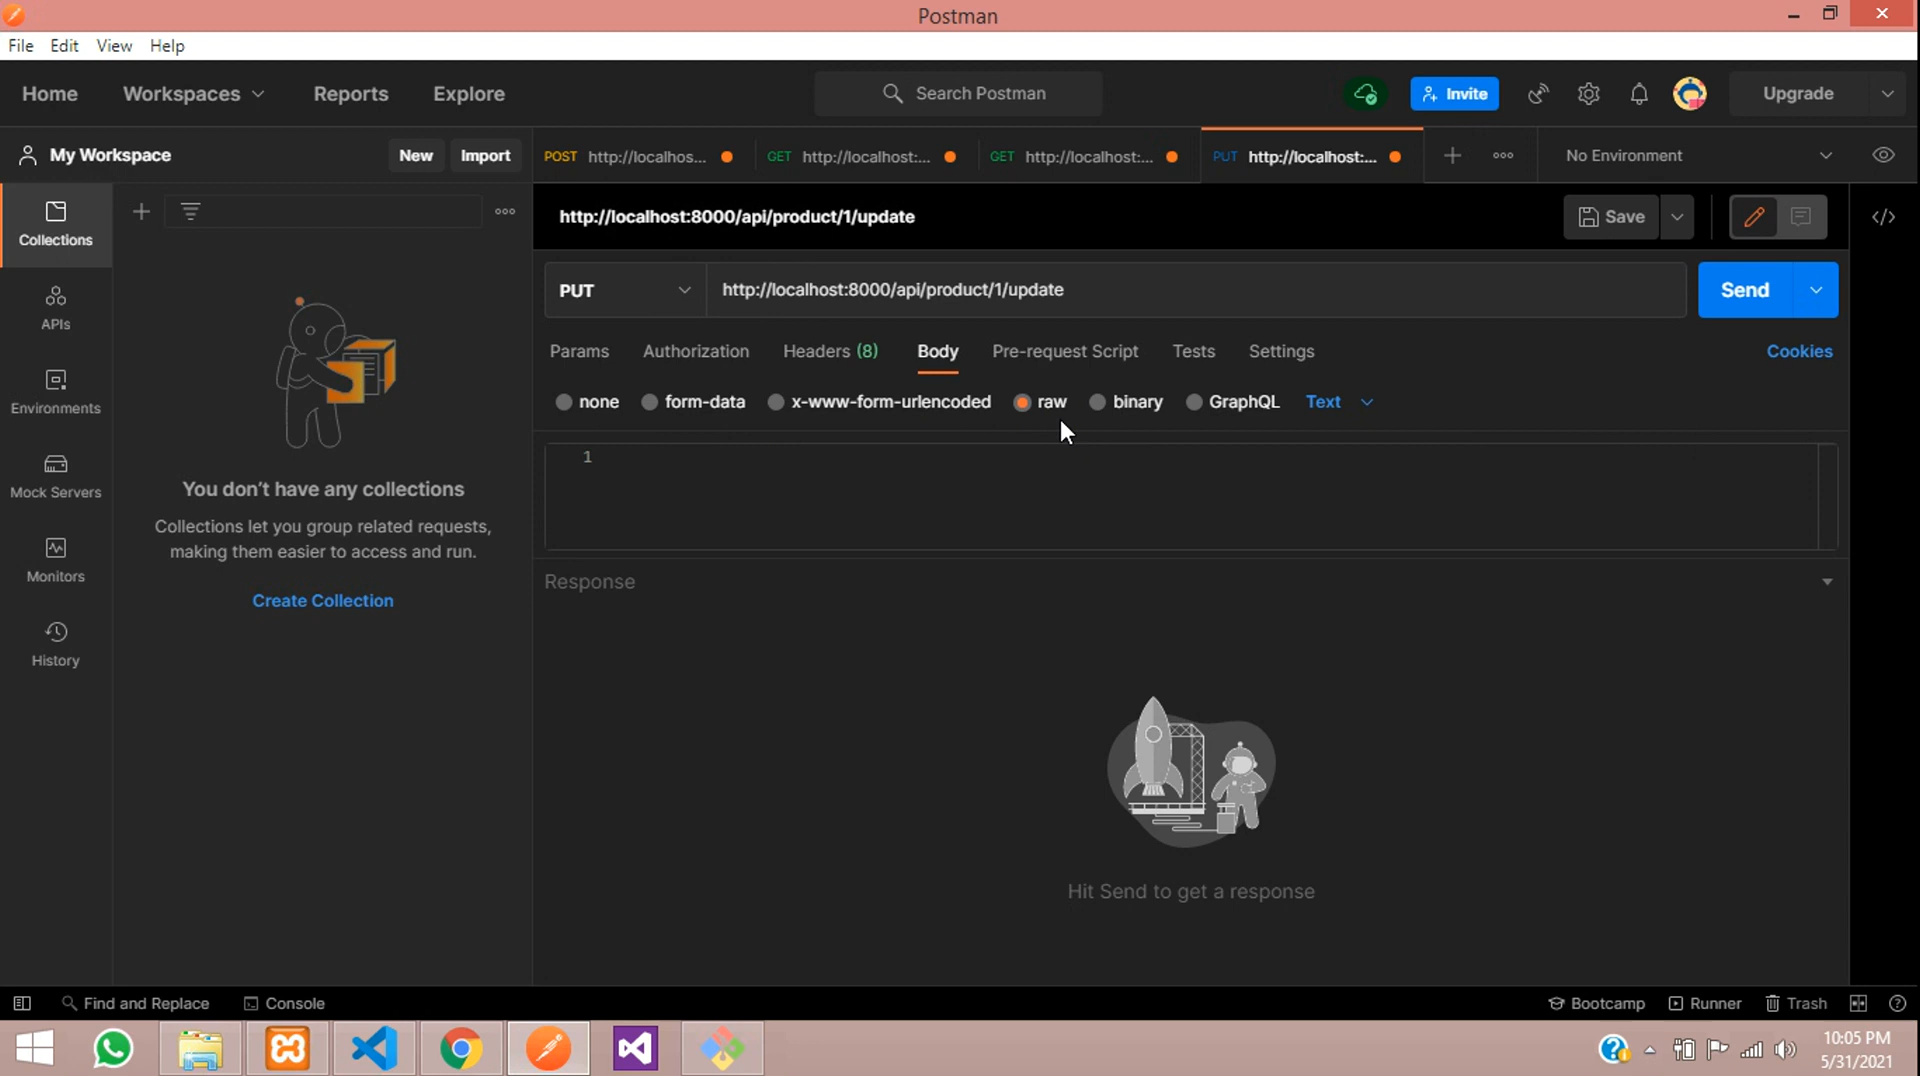 Postman
File Edit View Help
Home Workspaces Reports Explore Search Postman Invite Upgrade
My Workspace New Import POST http://localhos... GET http://localhost:... GET http://localhost:... PUT http://localhost:... No Environment
Collections
http://localhost:8000/api/product/1/update Save
PUT http://localhost:8000/api/product/1/update Send
APIs
Params Authorization Headers (8) Body Pre-request Script Tests Settings Cookies
Environments
none form-data x-www-form-urlencoded raw binary GraphQL Text
1
Mock Servers
You don't have any collections
Collections let you group related requests,
making them easier to access and run.
Monitors
Response
Create Collection
History
Hit Send to get a response
Find and Replace Console Bootcamp Runner Trash
10:05 PM
5/31/2021